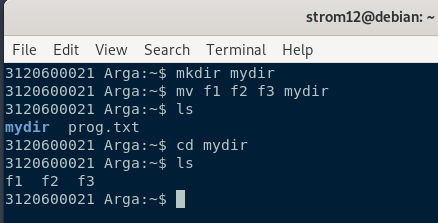 strom12@debian: ~
File Edit View Search Terminal Help
3120600021 Arga:~$ mkdir mydir
3120600021 Arga:~$ mv f1 f2 f3 mydir
3120600021 Arga:~$ ls
mydir prog.txt
3120600021 Arga:~$ cd mydir
3120600021 Arga:~$ ls
f1 f2 f3
3120600021 Arga:~$